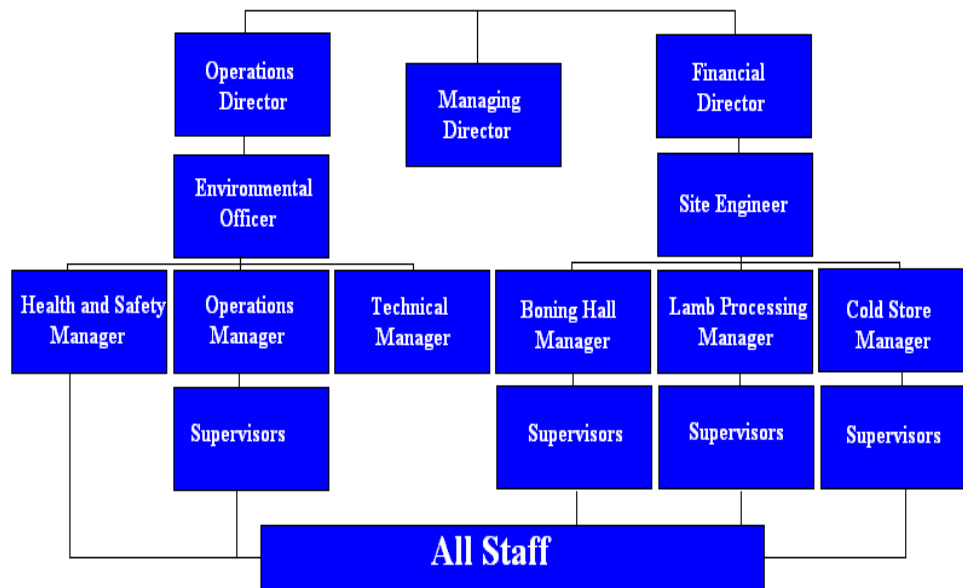 Operations
Director
Managing
Director
Financial
Director
Environmental
Officer
Site Engineer
Health and Safety
Manager
Operations
Manager
Technical
Manager
Boning Hall
Manager
Lamb Processing
Manager
Cold Store
Manager
Supervisors
Supervisors
Supervisors
Supervisors
All Staff